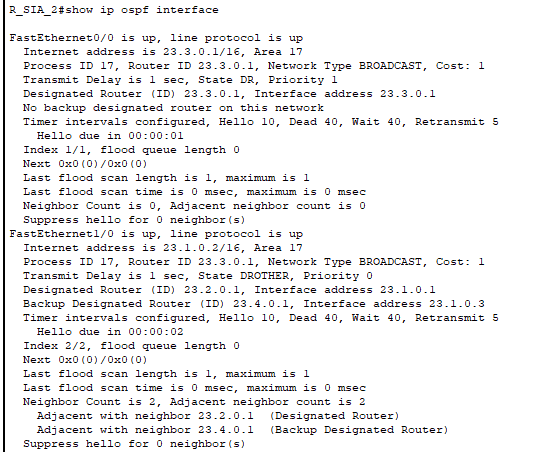 R_SIA_2#show ip ospf interface
FastEthernet0/0 is up, line protocol is up
Internet address is 23.3.0.1/16, Area 17
Process ID 17, Router ID 23.3.0.1, Network Type BROADCAST, Cost: 1
Transmit Delay is 1 sec, State DR, Priority 1
Designated Router (ID) 23.3.0.1, Interface address 23.3.0.1
No backup designated router on this network
Timer intervals configured, Hello 10, Dead 40, Wait 40, Retransmit 5
Hello due in 00:00:01
Index 1/1, flood queue length 0
Next 0x0(0)/0x0(0)
Last flood scan length is 1, maximum is 1
Last flood scan time is 0 msec, maximum is 0 msec
Neighbor Count is 0, Adjacent neighbor count is 0
Suppress hello for 0 neighbor(s)
FastEthernet1/0 is up, line protocol is up
Internet address is 23.1.0.2/16, Area 17
Process ID 17, Router ID 23.3.0.1, Network Type BROADCAST, Cost: 1
Transmit Delay is 1 sec, State DROTHER, Priority 0
Designated Router (ID) 23.2.0.1, Interface address 23.1.0.1
Backup Designated Router (ID) 23.4.0.1, Interface address 23.1.0.3
Timer intervals configured, Hello 10, Dead 40, Wait 40, Retransmit 5
Hello due in 00:00:02
Index 2/2, flood queue length 0
Next 0x0(0)/0x0(0)
Last flood scan length is 1, maximum is 1
Last flood scan time is 0 msec, maximum is 0 msec
Neighbor Count is 2, Adjacent neighbor count is 2
Adjacent with neighbor 23.2.0.1  (Designated Router)
Adjacent with neighbor 23.4.0.1  (Backup Designated Router)
Suppress hello for 0 neighbor(s)